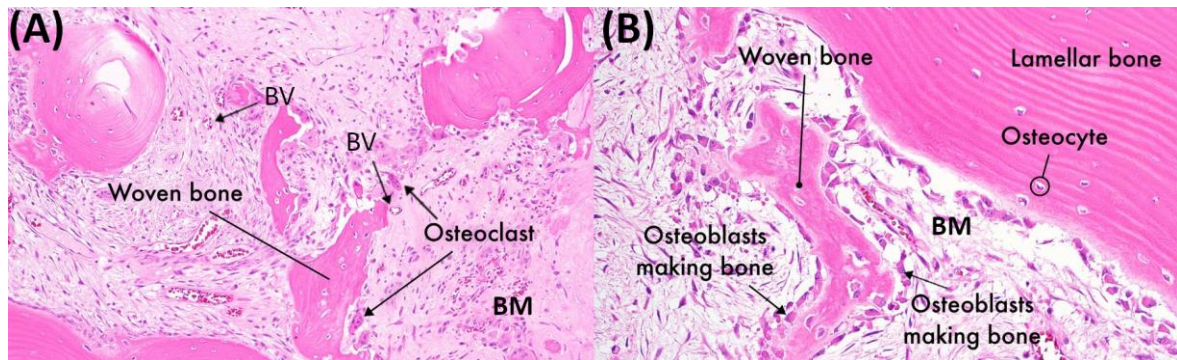 (A)
BV
BV
Woven bone
Osteoclast
BM
(B)
Woven bone
Lamellar bone
Osteocyte
BM
Osteoblasts
making bone
Osteoblasts
making bone